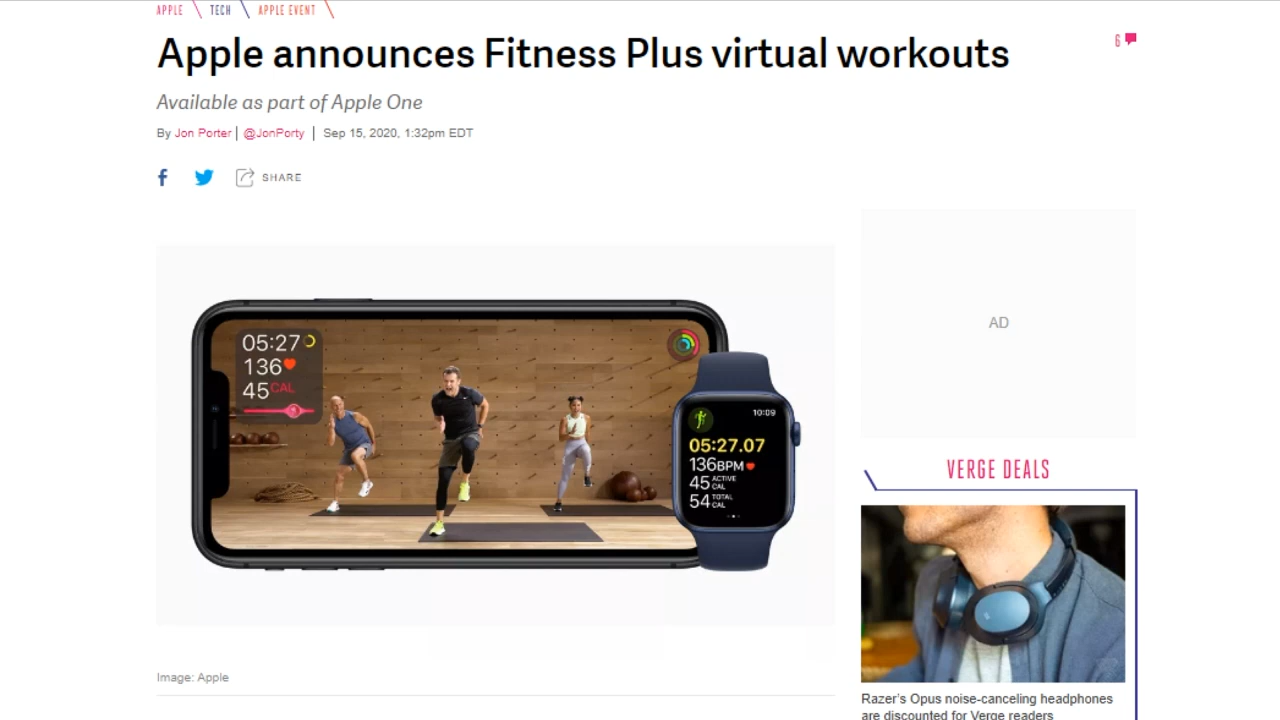 APPLE TECH APPLE EVENT
Apple announces Fitness Plus virtual workouts
6
Available as part of Apple One
By Jon Porter | @JonPorty | Sep 15, 2020, 1:32pm EDT
SHARE
05:27
136
45CAL
10:09
05:27.07
136BPM
45 ACTIVE CAL
54 TOTAL CAL
Image: Apple
AD
VERGE DEALS
Razer's Opus noise-canceling headphones
are discounted for Verge readers